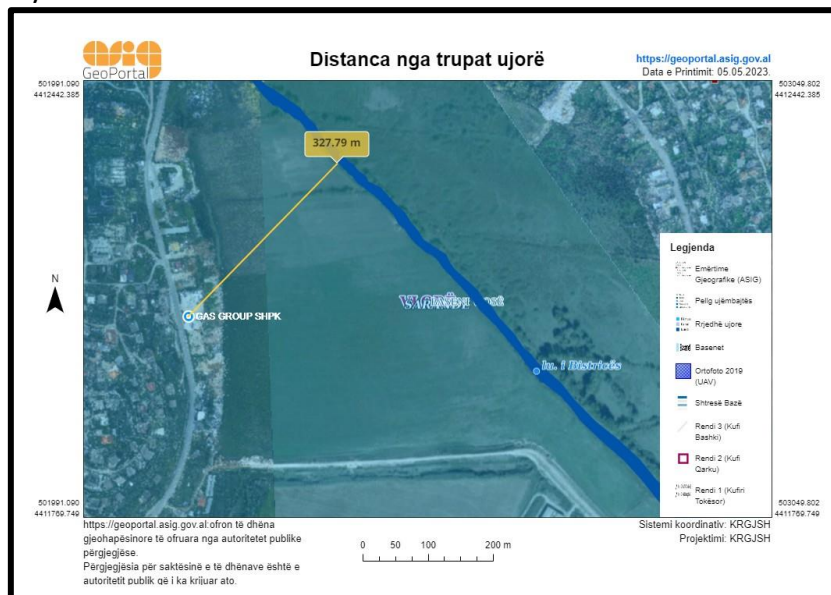 asig
GeoPortal
Distanca nga trupat ujorë
https://geoportal.asig.gov.al
Data e Printimit: 05.05.2023.
501991.090
4412442.385
503049.802
4412442.385
327.79 m
N
GAS GROUP SHPK
lu. i Bistricës
Legjenda
Emërtime
Gjeografike (ASIG)
Pellg ujëmbajtës
Rrjedhë ujore
Basenet
Ortofoto 2019
(UAV)
Shtresë Bazë
Rendi 3 (Kufi
Bashki)
Rendi 2 (Kufi
Qarku)
Rendi 1 (Kufiri
Tokësor)
501991.090
4411769.749
503049.802
4411769.749
https://geoportal.asig.gov.al:ofron të dhëna
gjeohapësinore të ofruara nga autoritetet publike
përgjegjëse.
Përgjegjësia për saktësinë e të dhënave është e
autoritetit publik që i ka krijuar ato.
0 50 100 200 m
Sistemi koordinativ: KRGJSH
Projektimi: KRGJSH